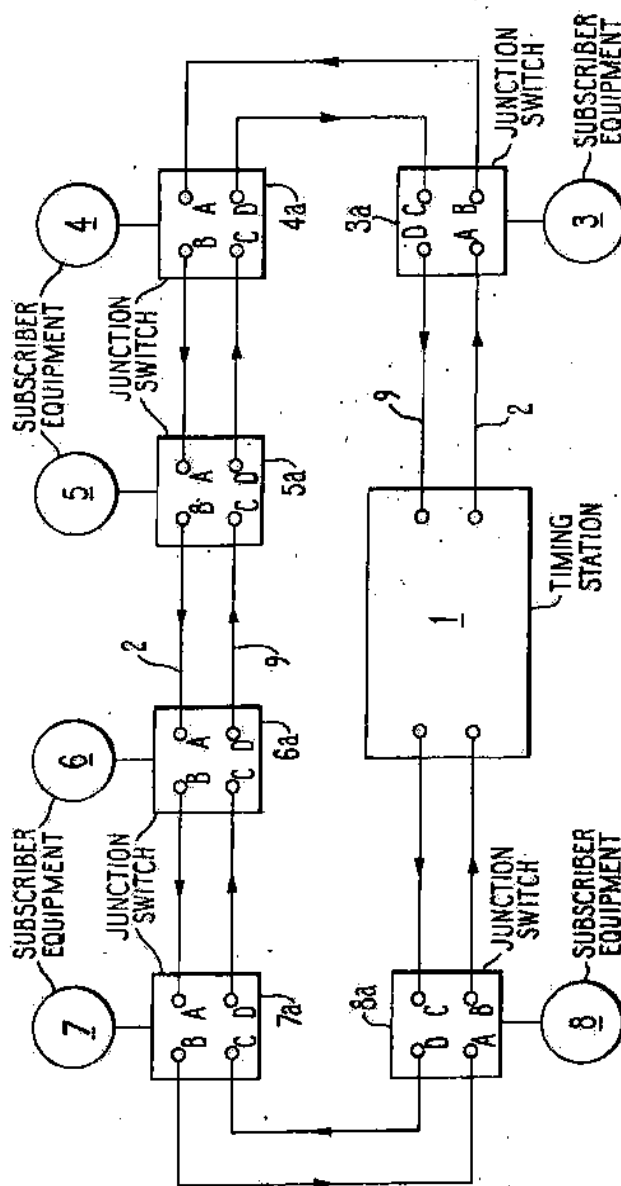 SUBSCRIBER
EQUIPMENT
7
SUBSCRIBER
EQUIPMENT
6
SUBSCRIBER
EQUIPMENT
5
SUBSCRIBER
EQUIPMENT
4
JUNCTION
SWITCH
JUNCTION
SWITCH
B A
C D
7a
B A
C D
6a
2
9
B A
C D
5a
B A
C D
4a
8a
D C
A B
JUNCTION
SWITCH
8
SUBSCRIBER
EQUIPMENT
1
TIMING
STATION
9
2
3a
D C
A B
JUNCTION
SWITCH
3
SUBSCRIBER
EQUIPMENT